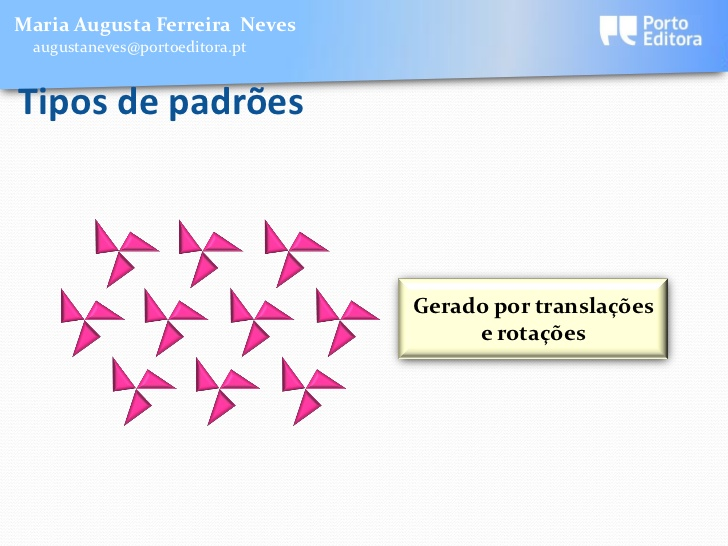 Maria Augusta Ferreira Neves
augustaneves@portoeditora.pt
Porto
Editora
Tipos de padrões
Gerado por translações
e rotações